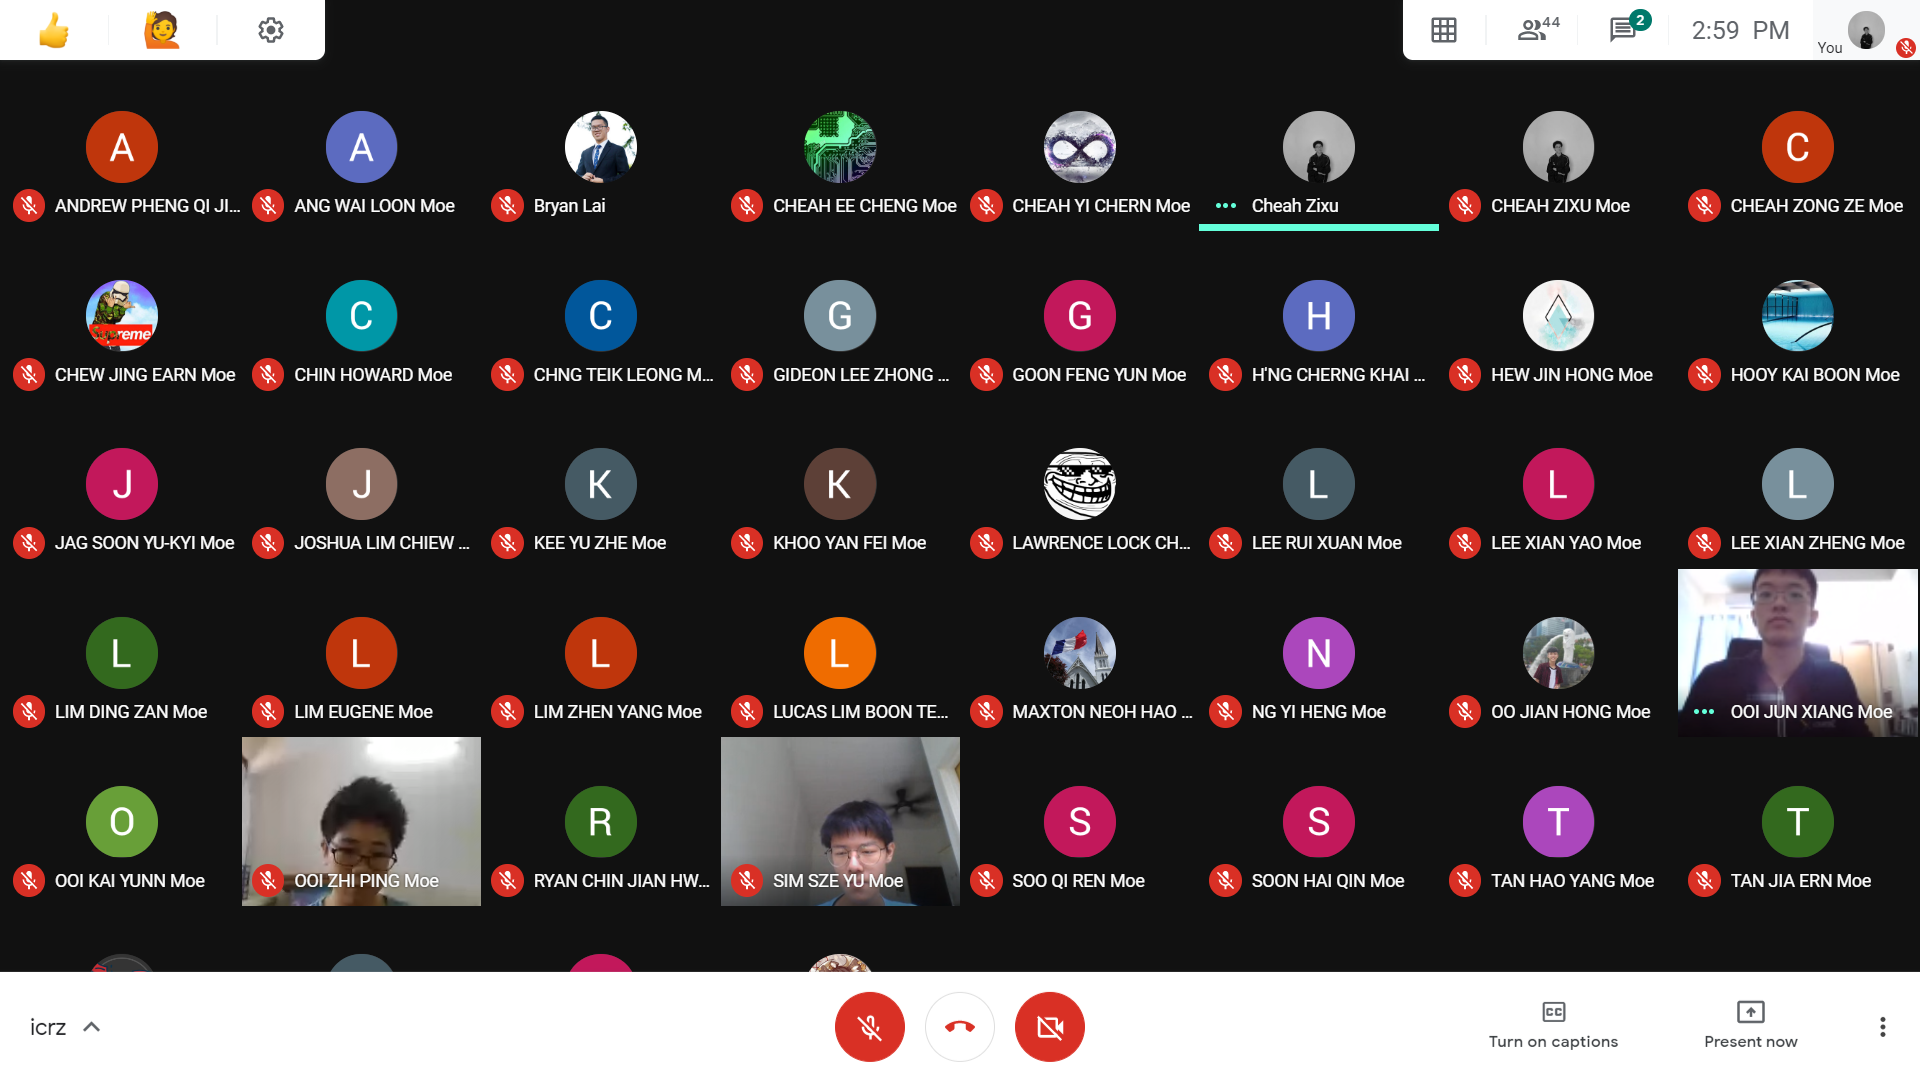 44
2
2:59 PM
You
A
A
C
ANDREW PHENG QI JI...
ANG WAI LOON Moe
Bryan Lai
CHEAH EE CHENG Moe
CHEAH YI CHERN Moe
Cheah Zixu
CHEAH ZIXU Moe
CHEAH ZONG ZE Moe
C
C
G
G
H
CHEW JING EARN Moe
CHIN HOWARD Moe
CHNG TEIK LEONG M...
GIDEON LEE ZHONG ...
GOON FENG YUN Moe
H'NG CHERNG KHAI ...
HEW JIN HONG Moe
HOOY KAI BOON Moe
J
J
K
K
L
L
L
JAG SOON YU-KYI Moe
JOSHUA LIM CHIEW ...
KEE YU ZHE Moe
KHOO YAN FEI Moe
LAWRENCE LOCK CH...
LEE RUI XUAN Moe
LEE XIAN YAO Moe
LEE XIAN ZHENG Moe
L
L
L
L
N
LIM DING ZAN Moe
LIM EUGENE Moe
LIM ZHEN YANG Moe
LUCAS LIM BOON TE...
MAXTON NEOH HAO ...
NG YI HENG Moe
OO JIAN HONG Moe
OOI JUN XIANG Moe
O
R
S
S
T
T
OOI KAI YUNN Moe
OOI ZHI PING Moe
RYAN CHIN JIAN HW...
SIM SZE YU Moe
SOO QI REN Moe
SOON HAI QIN Moe
TAN HAO YANG Moe
TAN JIA ERN Moe
icrz
CC
Turn on captions
Present now